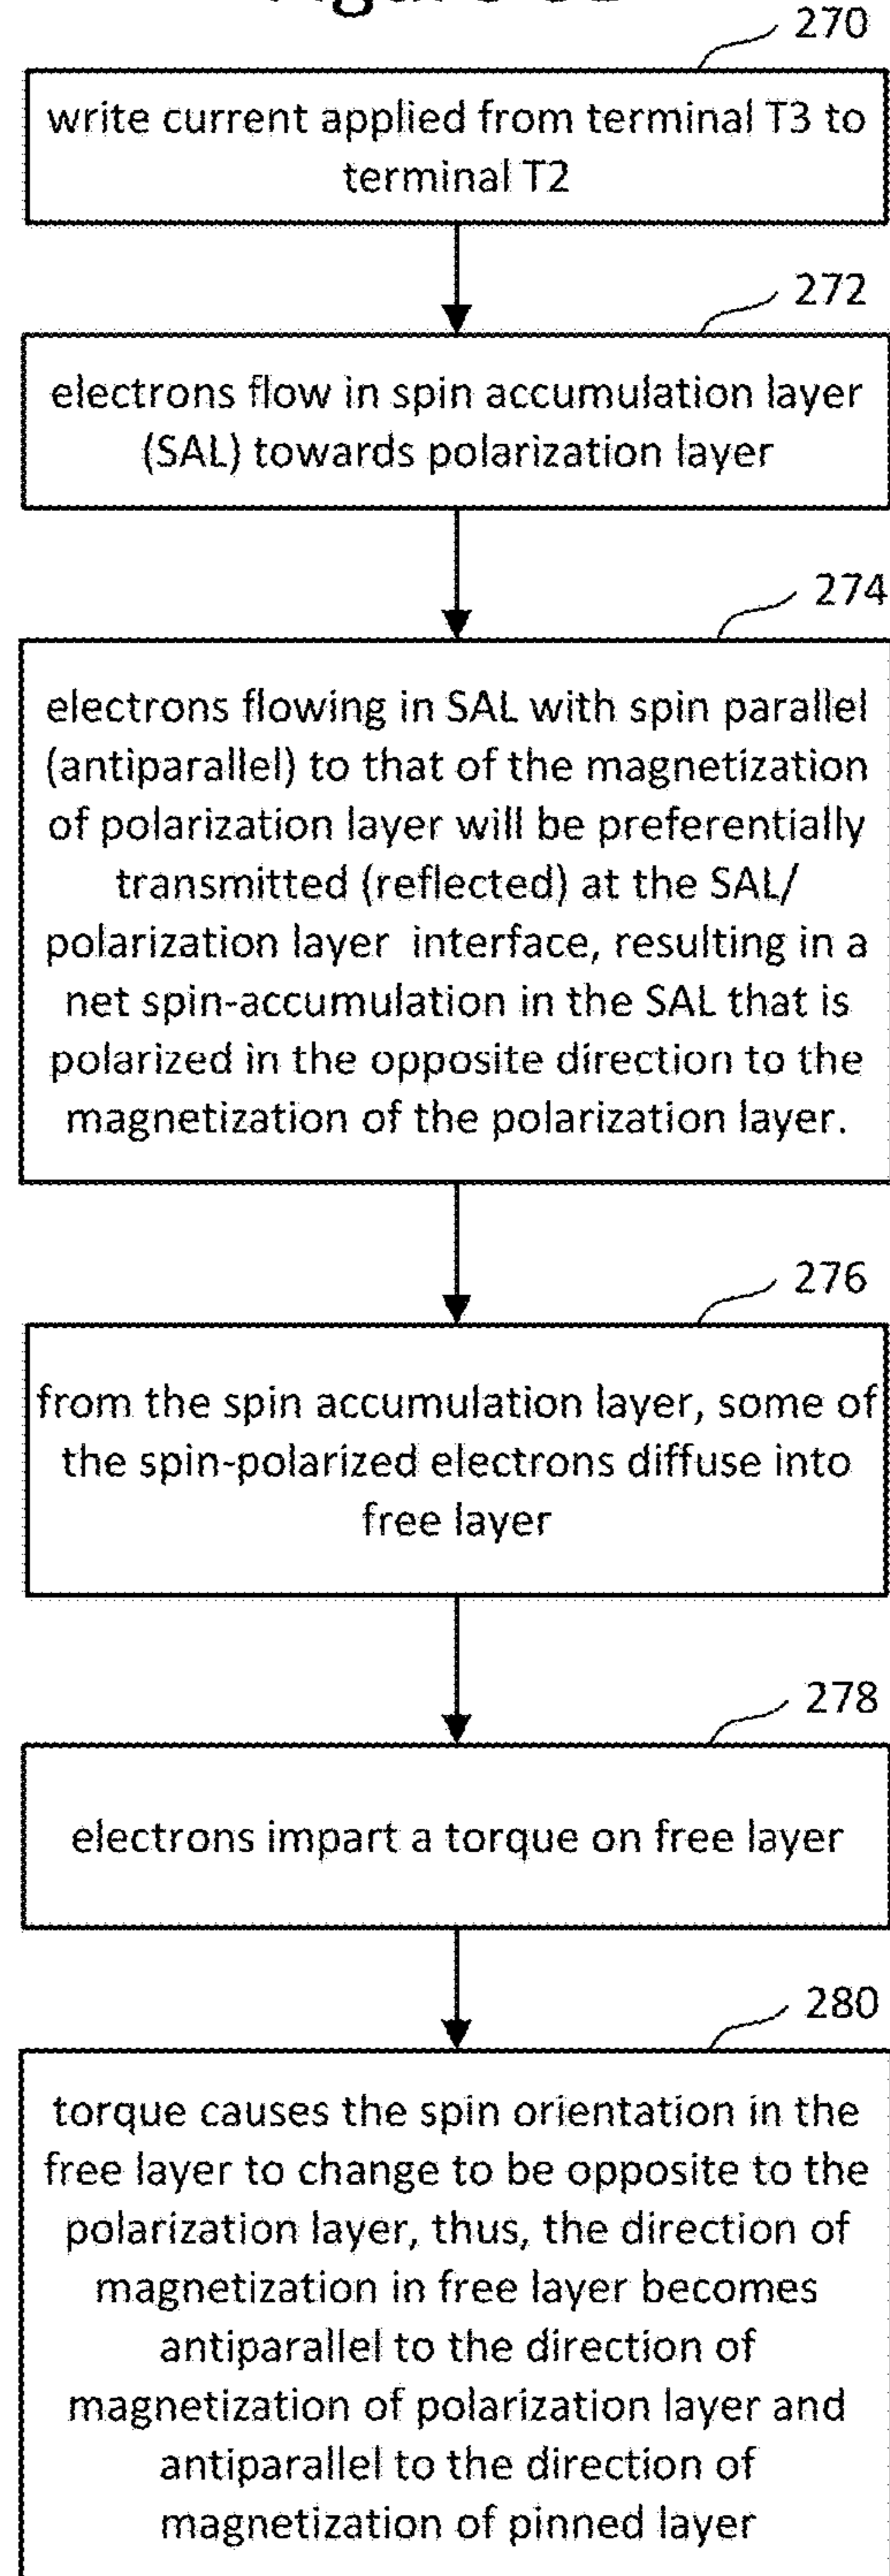 270
write current applied from terminal T3 to
terminal T2
272
electrons flow in spin accumulation layer
(SAL) towards polarization layer
274
electrons flowing in SAL with spin parallel
(antiparallel) to that of the magnetization
of polarization layer will be preferentially
transmitted (reflected) at the SAL/
polarization layer interface, resulting in a
net spin-accumulation in the SAL that is
polarized in the opposite direction to the
magnetization of the polarization layer.
276
from the spin accumulation layer, some of
the spin-polarized electrons diffuse into
free layer
278
electrons impart a torque on free layer
280
torque causes the spin orientation in the
free layer to change to be opposite to the
polarization layer, thus, the direction of
magnetization in free layer becomes
antiparallel to the direction of
magnetization of polarization layer and
antiparallel to the direction of
magnetization of pinned layer